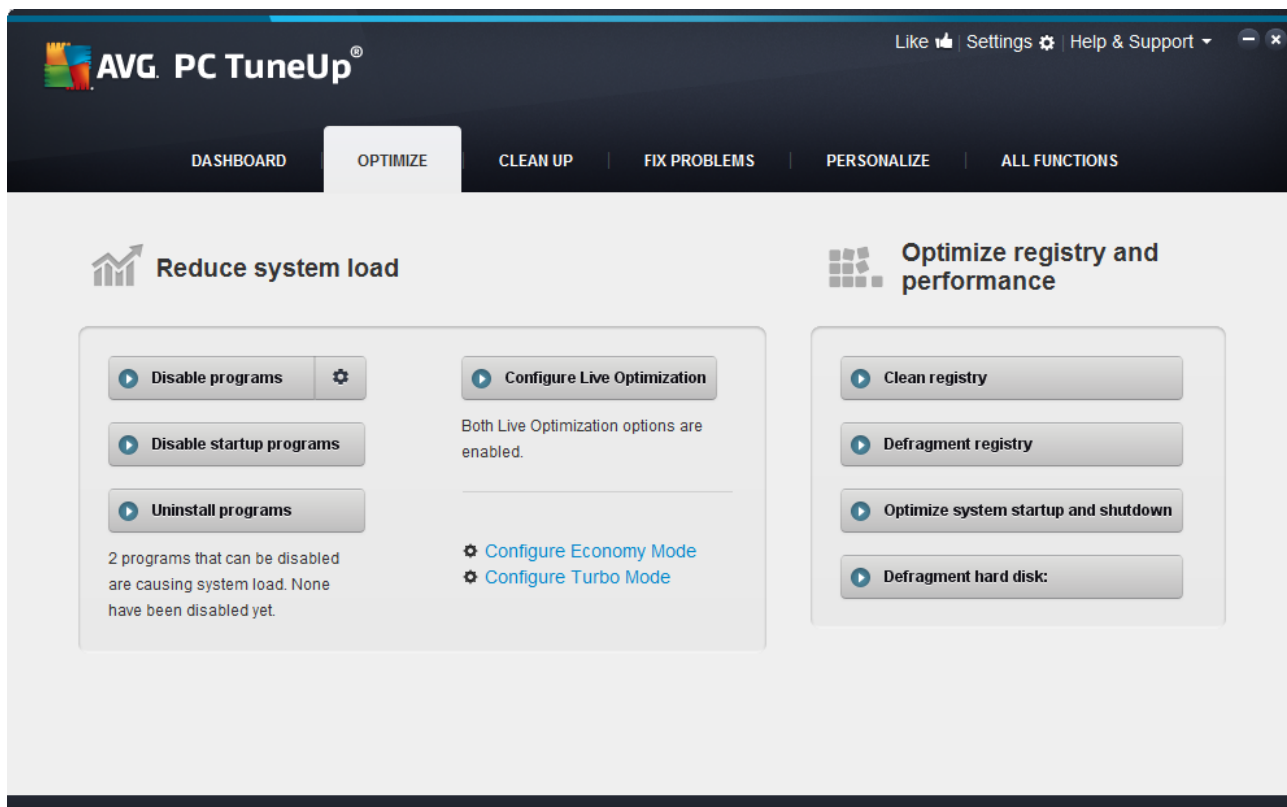 AVG. PC TuneUp®
Like | Settings | Help & Support
DASHBOARD
OPTIMIZE
CLEAN UP
FIX PROBLEMS
PERSONALIZE
ALL FUNCTIONS
Reduce system load
Disable programs
Disable startup programs
Uninstall programs
2 programs that can be disabled
are causing system load. None
have been disabled yet.
Configure Live Optimization
Both Live Optimization options are
enabled.
Configure Economy Mode
Configure Turbo Mode
Optimize registry and
performance
Clean registry
Defragment registry
Optimize system startup and shutdown
Defragment hard disk: